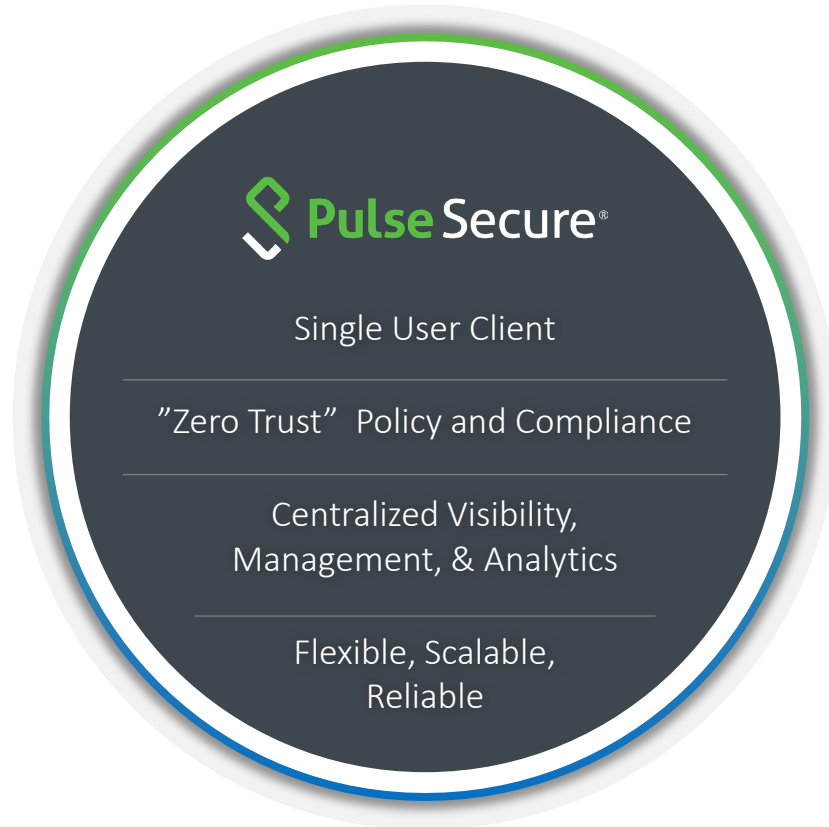 Pulse Secure®
Single User Client
”Zero Trust”  Policy and Compliance
Centralized Visibility,
Management, & Analytics
Flexible, Scalable,
Reliable